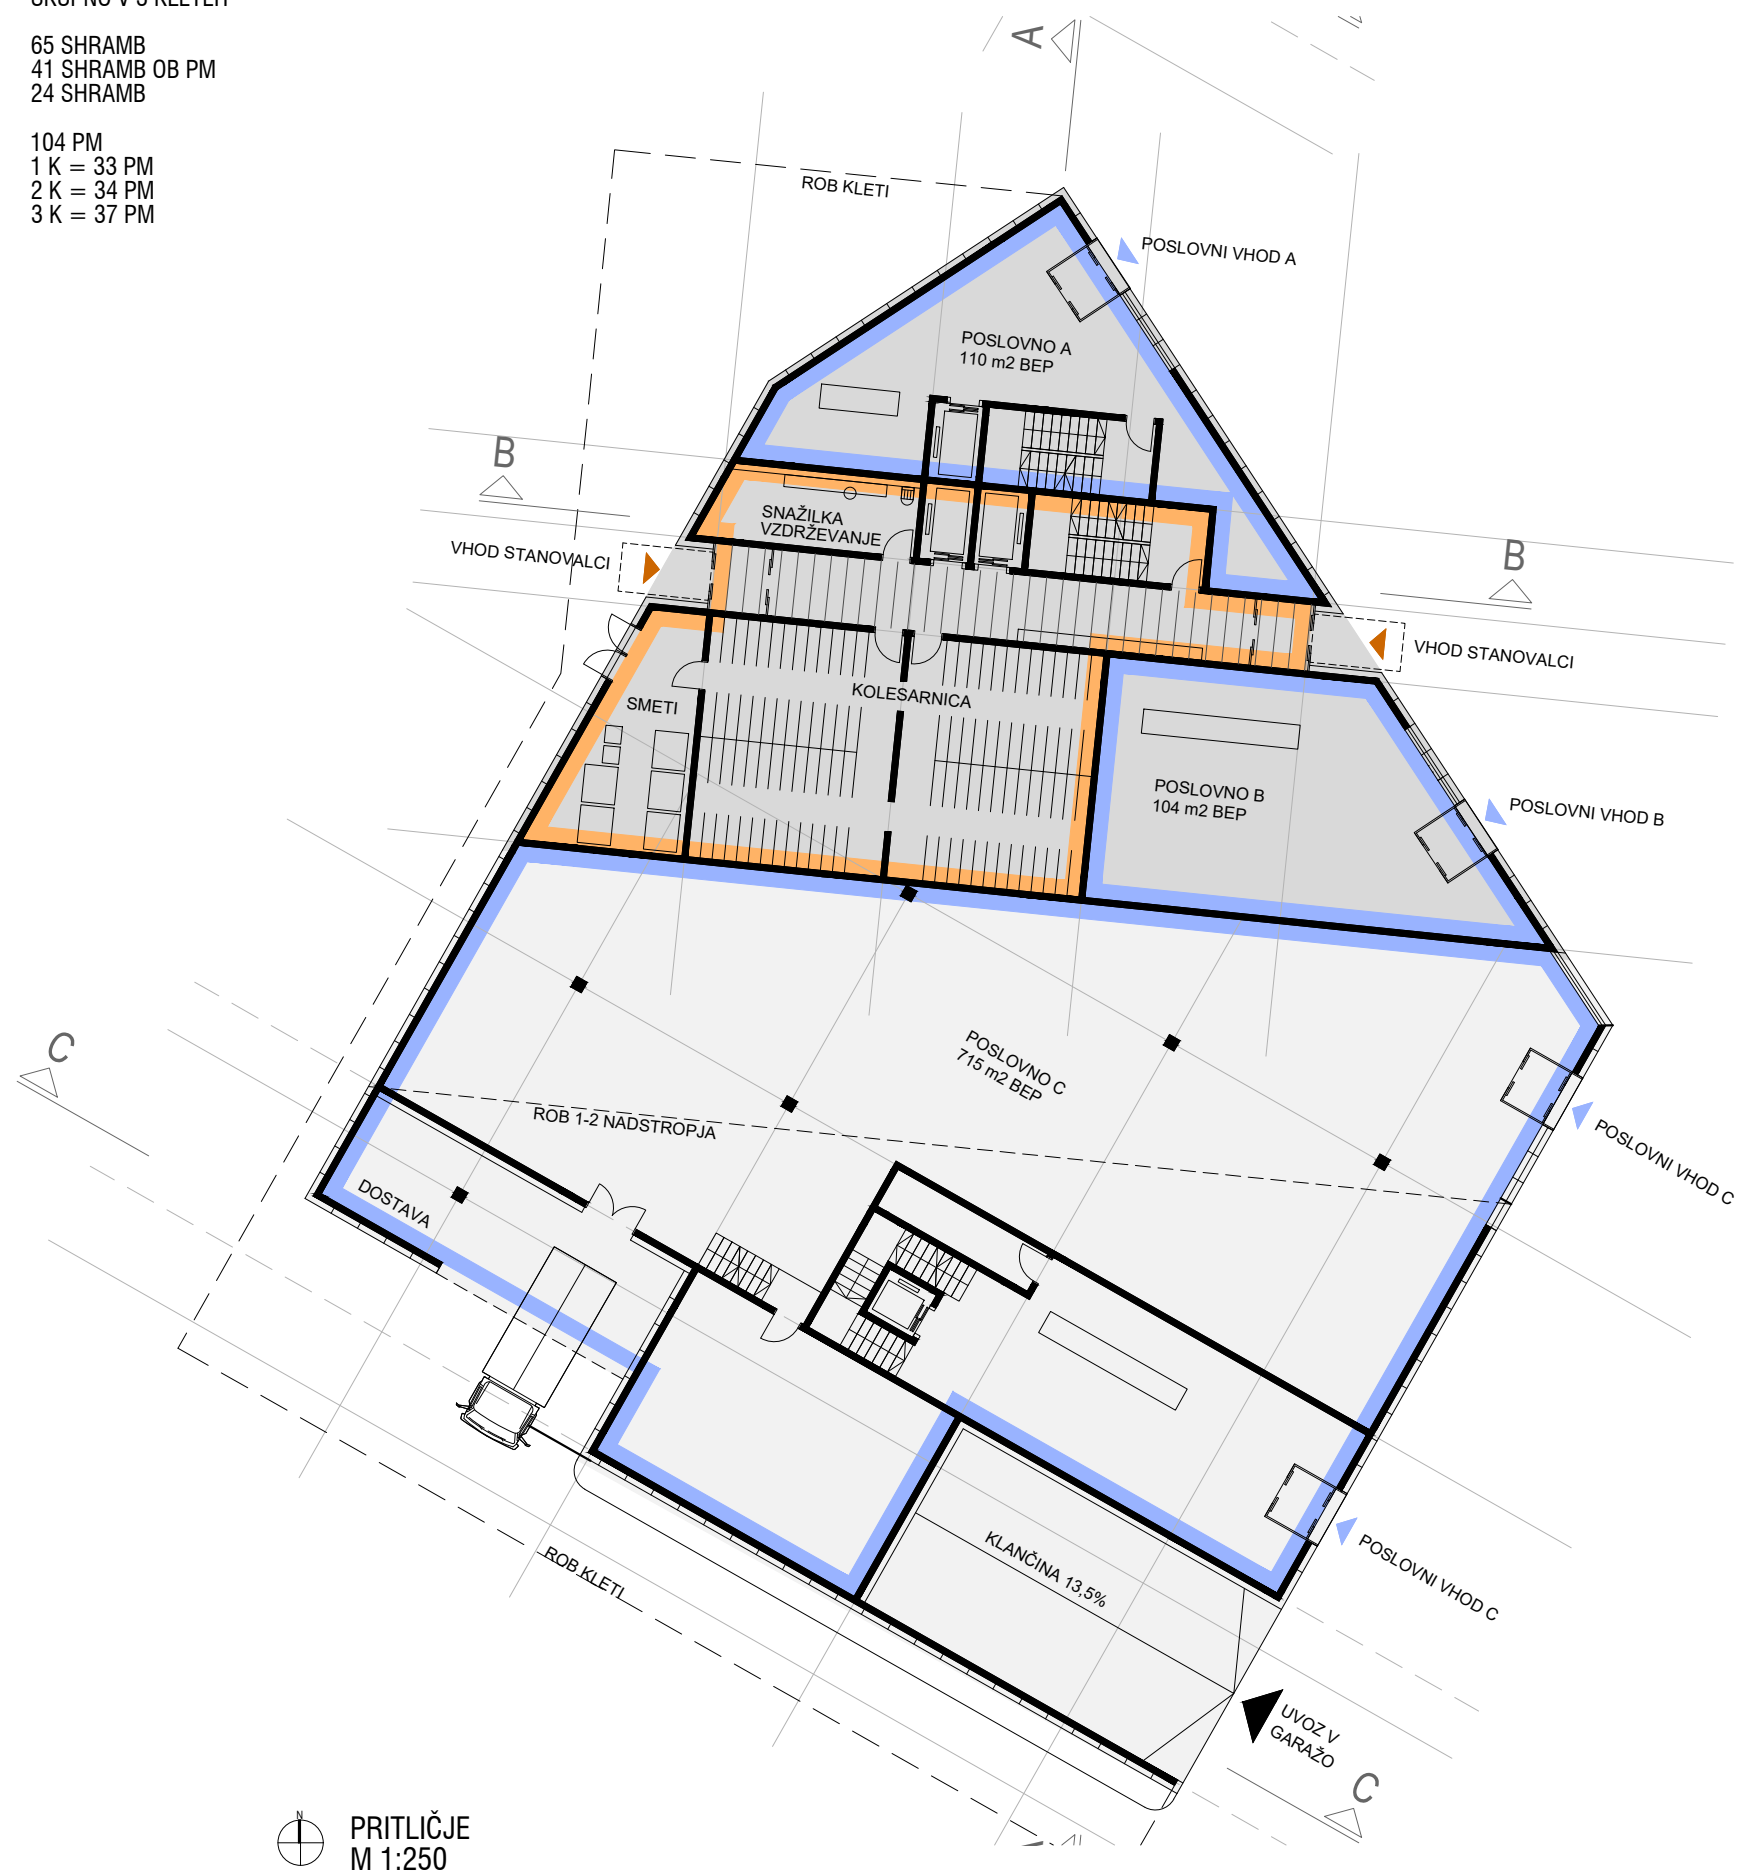 SKUPNO V 3 KLETEH
65 SHRAMB
41 SHRAMB OB PM
24 SHRAMB
104 PM
1 K = 33 PM
2 K = 34 PM
3 K = 37 PM
A
ROB KLETI
POSLOVNI VHOD A
POSLOVNO A
110 m2 BEP
B
SNAŽILKA
VZDRŽEVANJE
VHOD STANOVALCI
B
VHOD STANOVALCI
KOLESARNICA
SMETI
POSLOVNO B
104 m2 BEP
POSLOVNI VHOD B
C
POSLOVNO C
715 m2 BEP
ROB 1-2 NADSTROPJA
POSLOVNI VHOD C
DOSTAVA
KLANČINA 13,5%
POSLOVNI VHOD C
ROB KLETI
UVOZ V
GARAŽO
C
N
PRITLIČJE
M 1:250